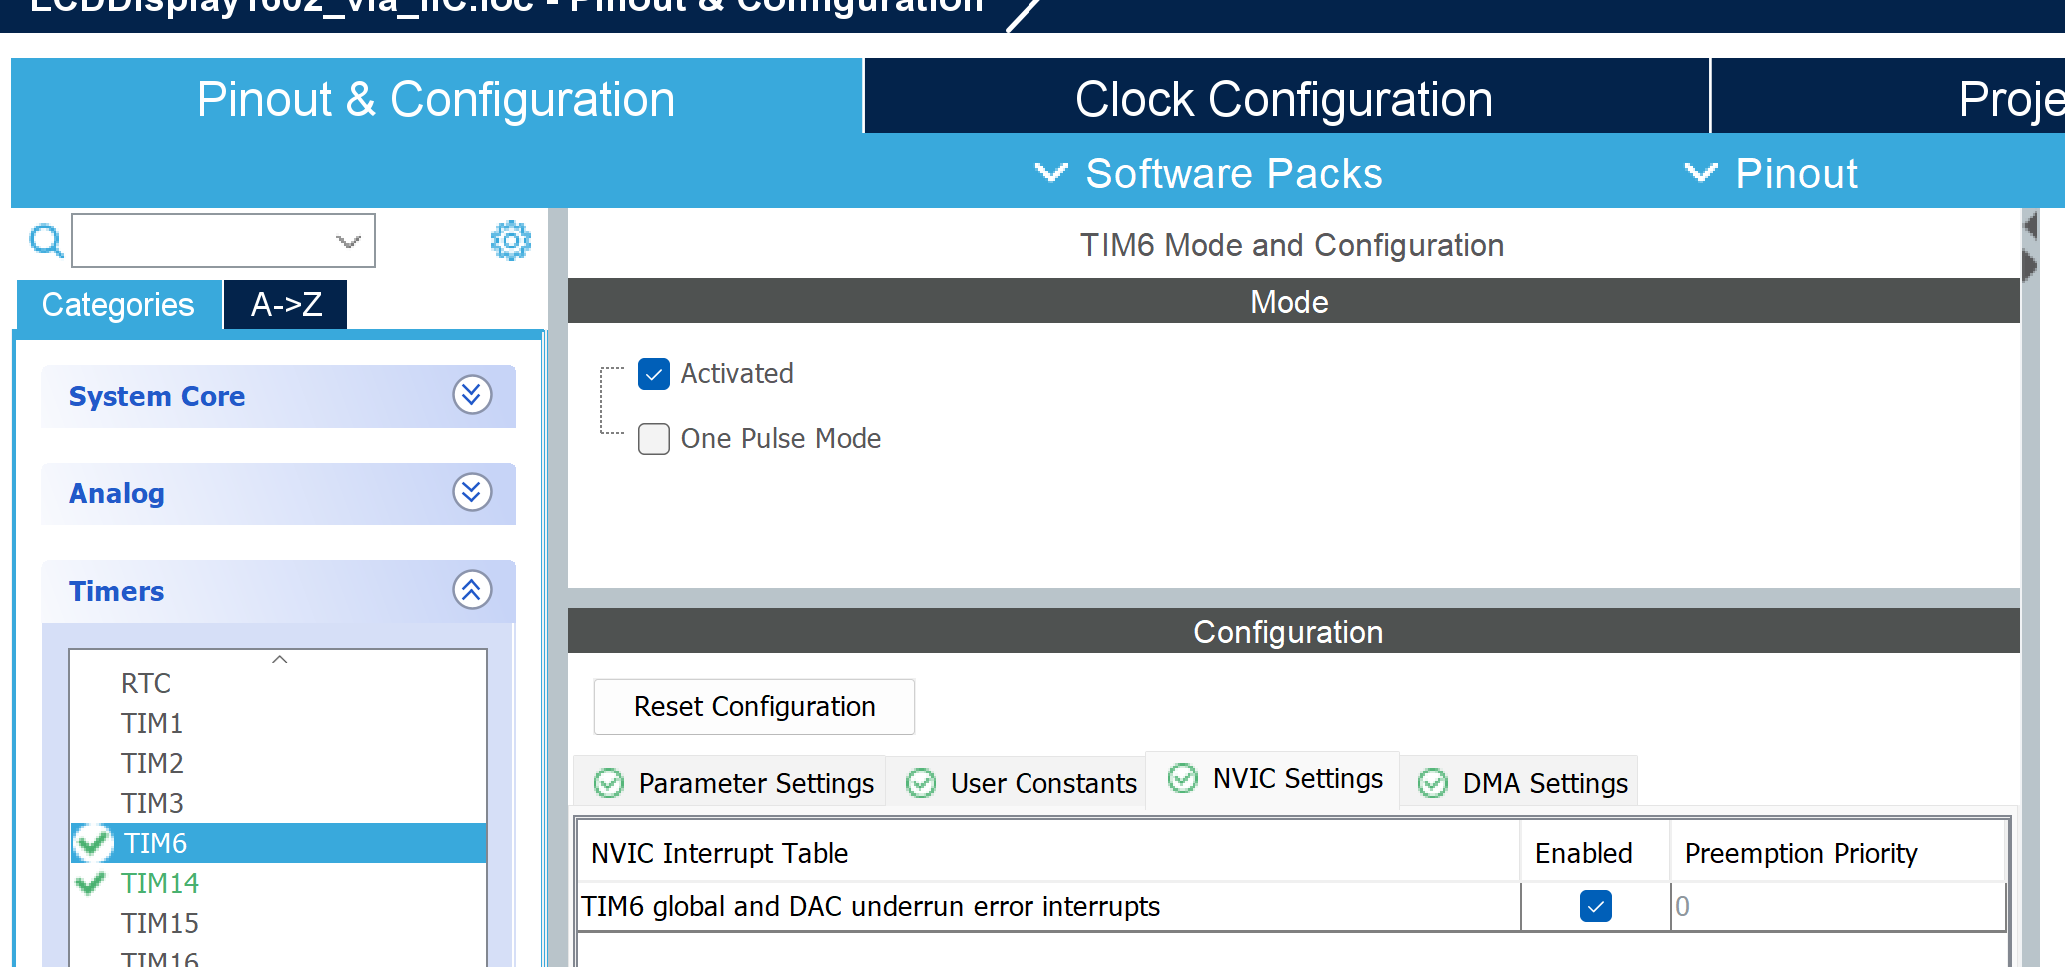 LCDDisplay1602_via_IIC.ioc - Pinout & Configuration
Pinout & Configuration
Clock Configuration
Proje
Software Packs
Pinout
Categories
A->Z
System Core
Analog
Timers
RTC
TIM1
TIM2
TIM3
TIM6
TIM14
TIM15
TIM16
TIM6 Mode and Configuration
Mode
Activated
One Pulse Mode
Configuration
Reset Configuration
Parameter Settings
User Constants
NVIC Settings
DMA Settings
NVIC Interrupt Table
Enabled
Preemption Priority
TIM6 global and DAC underrun error interrupts
0